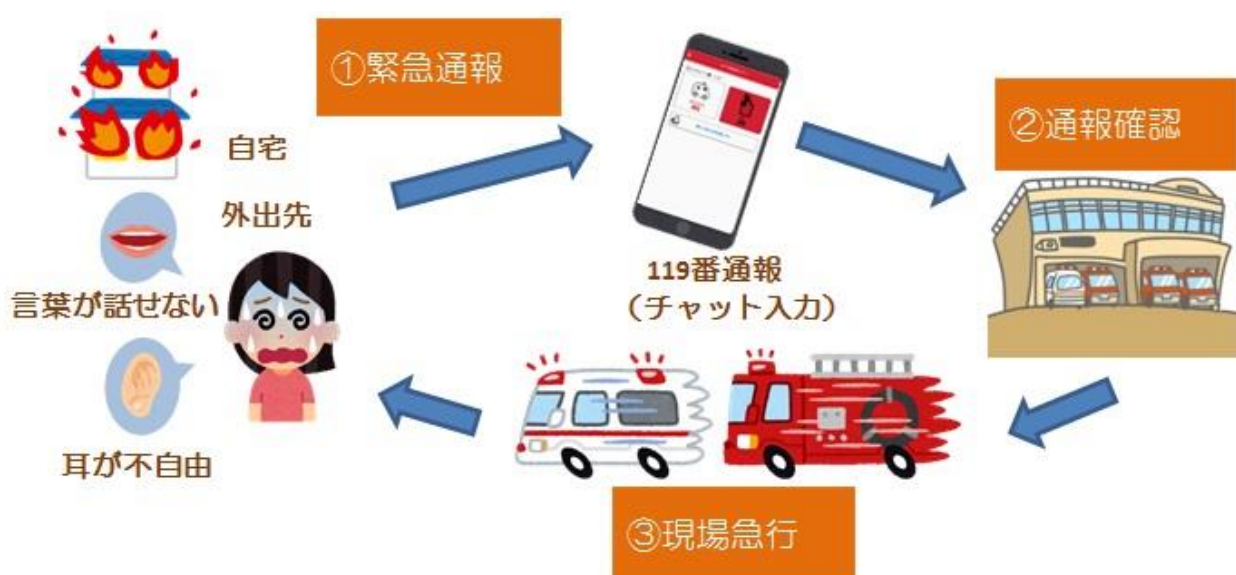 ①緊急通報
自宅
外出先
言葉が話せない
耳が不自由
119番通報
（チャット入力）
②通報確認
③現場急行